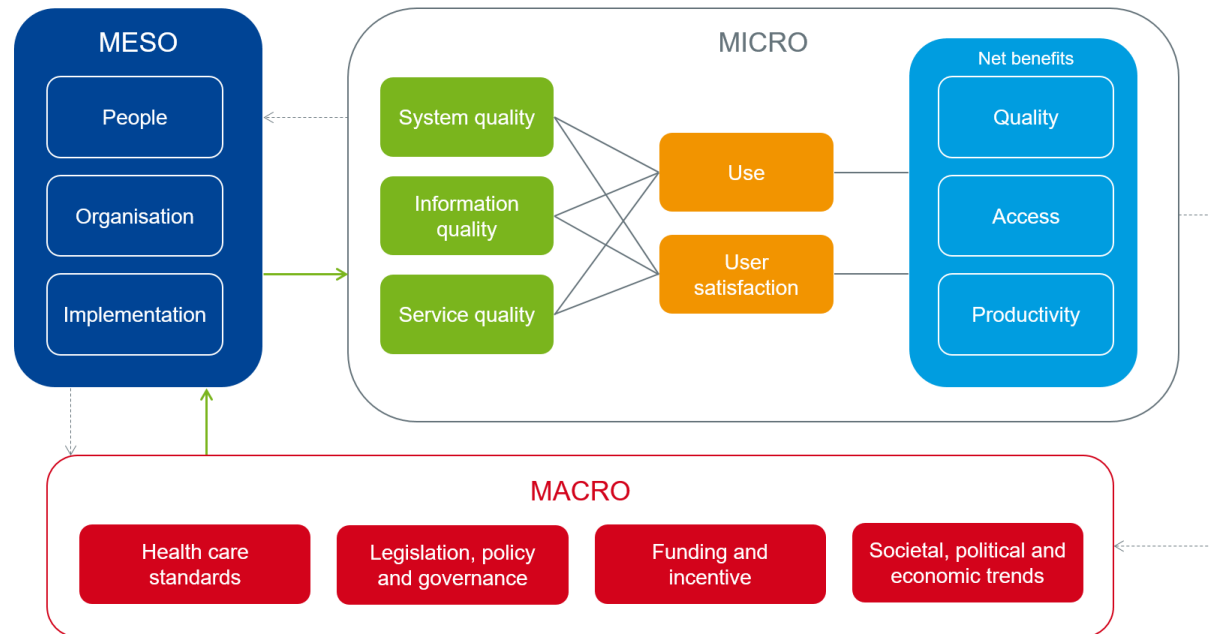 MESO
People
Organisation
Implementation
MICRO
System quality
Information
quality
Service quality
Use
User
satisfaction
Net benefits
Quality
Access
Productivity
MACRO
Health care
standards
Legislation, policy
and governance
Funding and
incentive
Societal, political and
economic trends